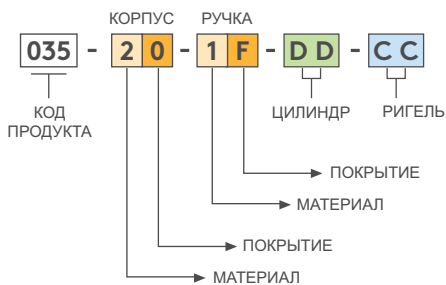 КОРПУС РУЧКА
035 - 2 0 - 1 F - D D - C C
КОД
ПРОДУКТА
ЦИЛИНДР
РИГЕЛЬ
ПОКРЫТИЕ
МАТЕРИАЛ
ПОКРЫТИЕ
МАТЕРИАЛ